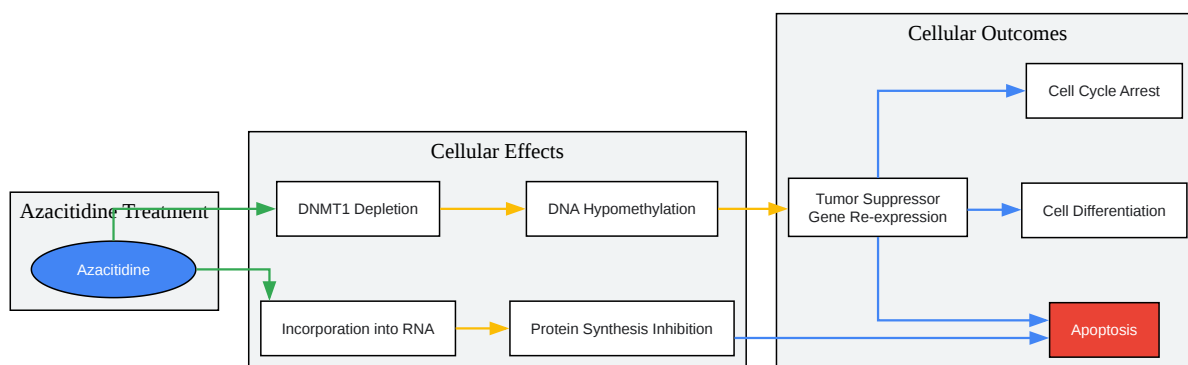 Cellular Outcomes
Cell Cycle Arrest
Cellular Effects
Azacitidine Treatment
DNMT1 Depletion
DNA Hypomethylation
Tumor Suppressor
Gene Re-expression
Cell Differentiation
Azacitidine
Incorporation into RNA
Protein Synthesis Inhibition
Apoptosis